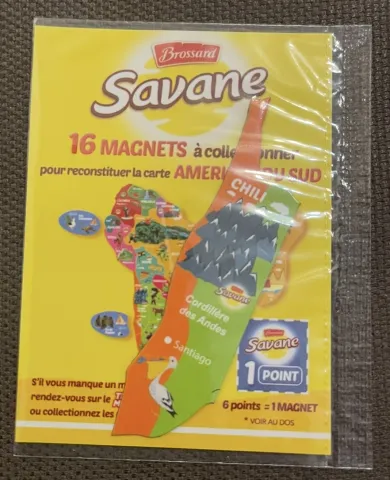 Brossard
Savane
16 MAGNETS à collectionner
pour reconstituer la carte AMERIQUE DU SUD
CHILI
Savane
Cordillère
des Andes
Santiago
Brossard
Savane
1 POINT
S'il vous manque un m
rendez-vous sur le
ou collectionnez les
6 points = 1 MAGNET
* VOIR AU DOS